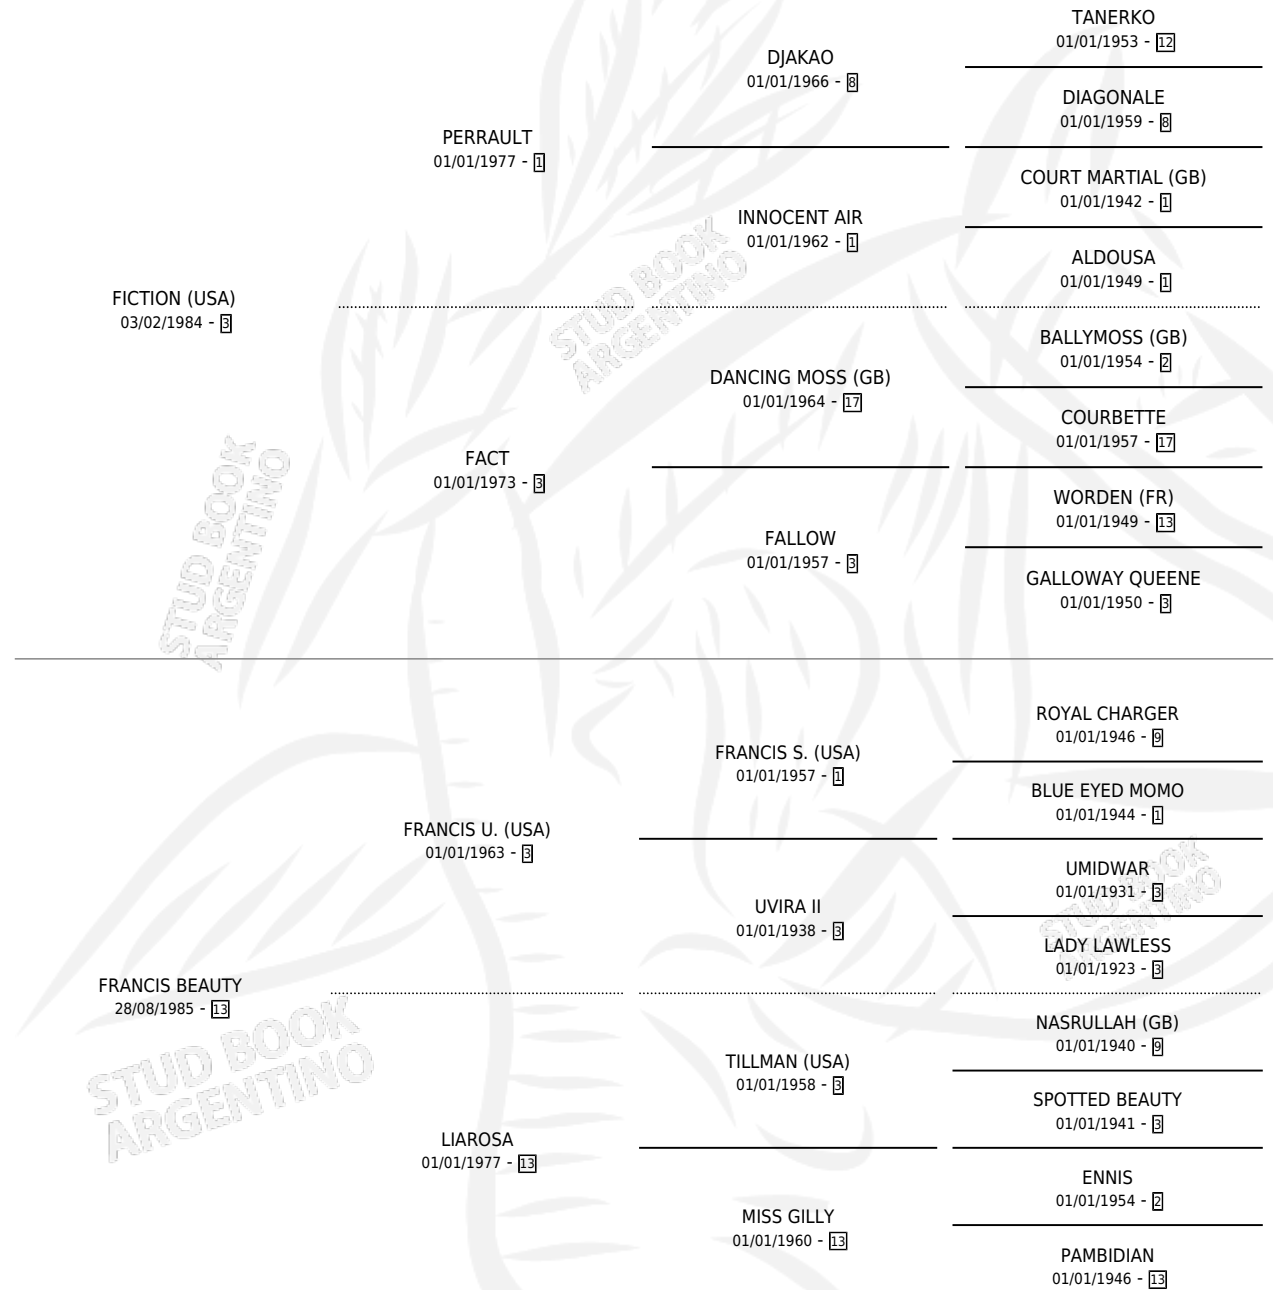 TANERKO
01/01/1953 - 12
DJAKAO
01/01/1966 - 8
DIAGONALE
01/01/1959 - 8
PERRAULT
01/01/1977 - 1
COURT MARTIAL (GB)
01/01/1942 - 1
INNOCENT AIR
01/01/1962 - 1
ALDOUSA
01/01/1949 - 1
FICTION (USA)
03/02/1984 - 3
STUD BOOK
ARGENTINO
BALLYMOSS (GB)
01/01/1954 - 2
DANCING MOSS (GB)
01/01/1964 - 17
COURBETTE
01/01/1957 - 17
FACT
01/01/1973 - 3
WORDEN (FR)
01/01/1949 - 13
FALLOW
01/01/1957 - 3
GALLOWAY QUEENE
01/01/1950 - 3
STUD BOOK
ARGENTINO
ROYAL CHARGER
01/01/1946 - 9
FRANCIS S. (USA)
01/01/1957 - 1
BLUE EYED MOMO
01/01/1944 - 1
FRANCIS U. (USA)
01/01/1963 - 3
UMIDWAR
01/01/1931 - 3
UVIRA II
01/01/1938 - 3
LADY LAWLESS
01/01/1923 - 3
STUD BOOK
ARGENTINO
FRANCIS BEAUTY
28/08/1985 - 13
NASRULLAH (GB)
01/01/1940 - 9
TILLMAN (USA)
01/01/1958 - 3
SPOTTED BEAUTY
01/01/1941 - 3
STUD BOOK
ARGENTINO
LIAROSA
01/01/1977 - 13
ENNIS
01/01/1954 - 2
MISS GILLY
01/01/1960 - 13
PAMBIDIAN
01/01/1946 - 13